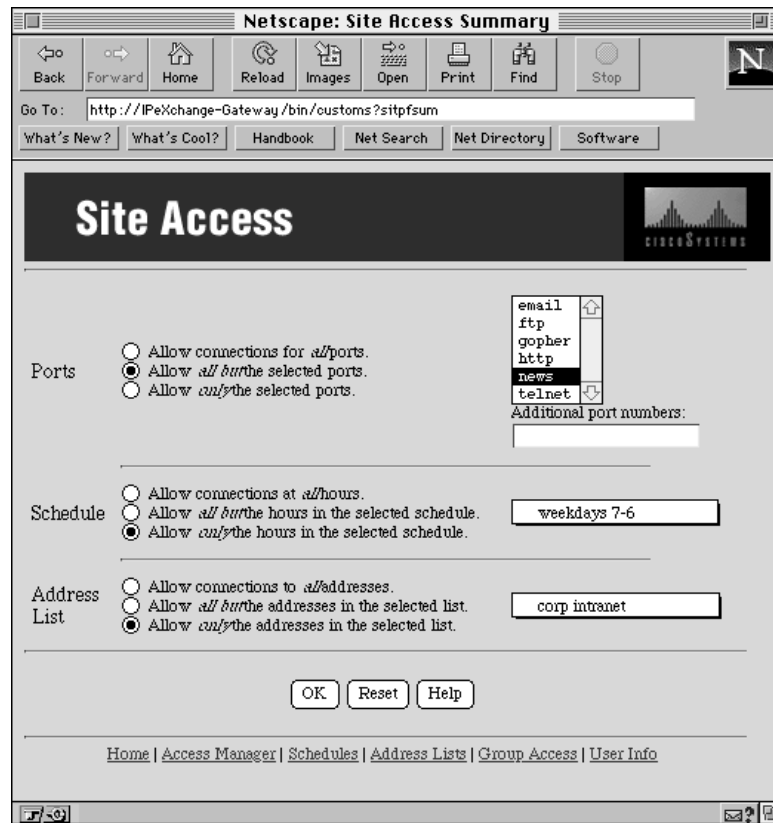 Netscape: Site Access Summary
Back Forward Home Reload Images Open Print Find Stop
N
Go To: http://IPeXchange-Gateway/bin/customs?sitpfsum
What's New? What's Cool? Handbook Net Search Net Directory Software
Site Access
CISCO SYSTEMS
email
ftp
gopher
http
news
telnet
Ports
Allow connections for all ports.
Allow all but the selected ports.
Allow only the selected ports.
Additional port numbers:
Schedule
Allow connections at all hours.
Allow all but the hours in the selected schedule.
Allow only the hours in the selected schedule.
weekdays 7-6
Address List
Allow connections to all addresses.
Allow all but the addresses in the selected list.
Allow only the addresses in the selected list.
corp intranet
OK Reset Help
Home | Access Manager | Schedules | Address Lists | Group Access | User Info
?